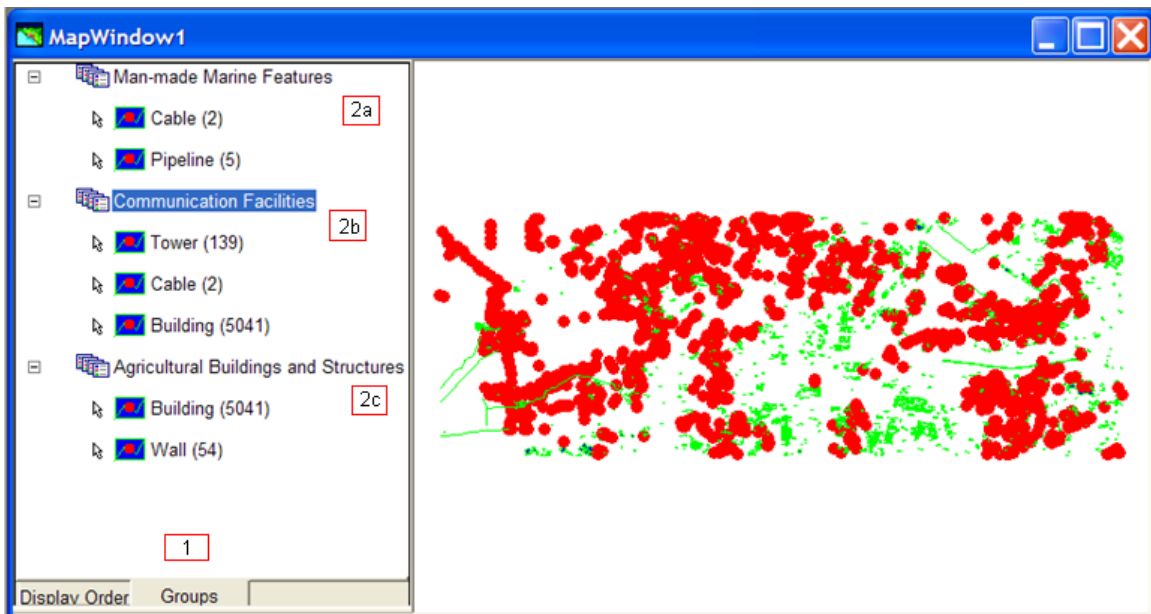 MapWindow1
Man-made Marine Features
2a
Cable (2)
Pipeline (5)
Communication Facilities
2b
Tower (139)
Cable (2)
Building (5041)
Agricultural Buildings and Structures
2c
Building (5041)
Wall (54)
1
Display Order
Groups